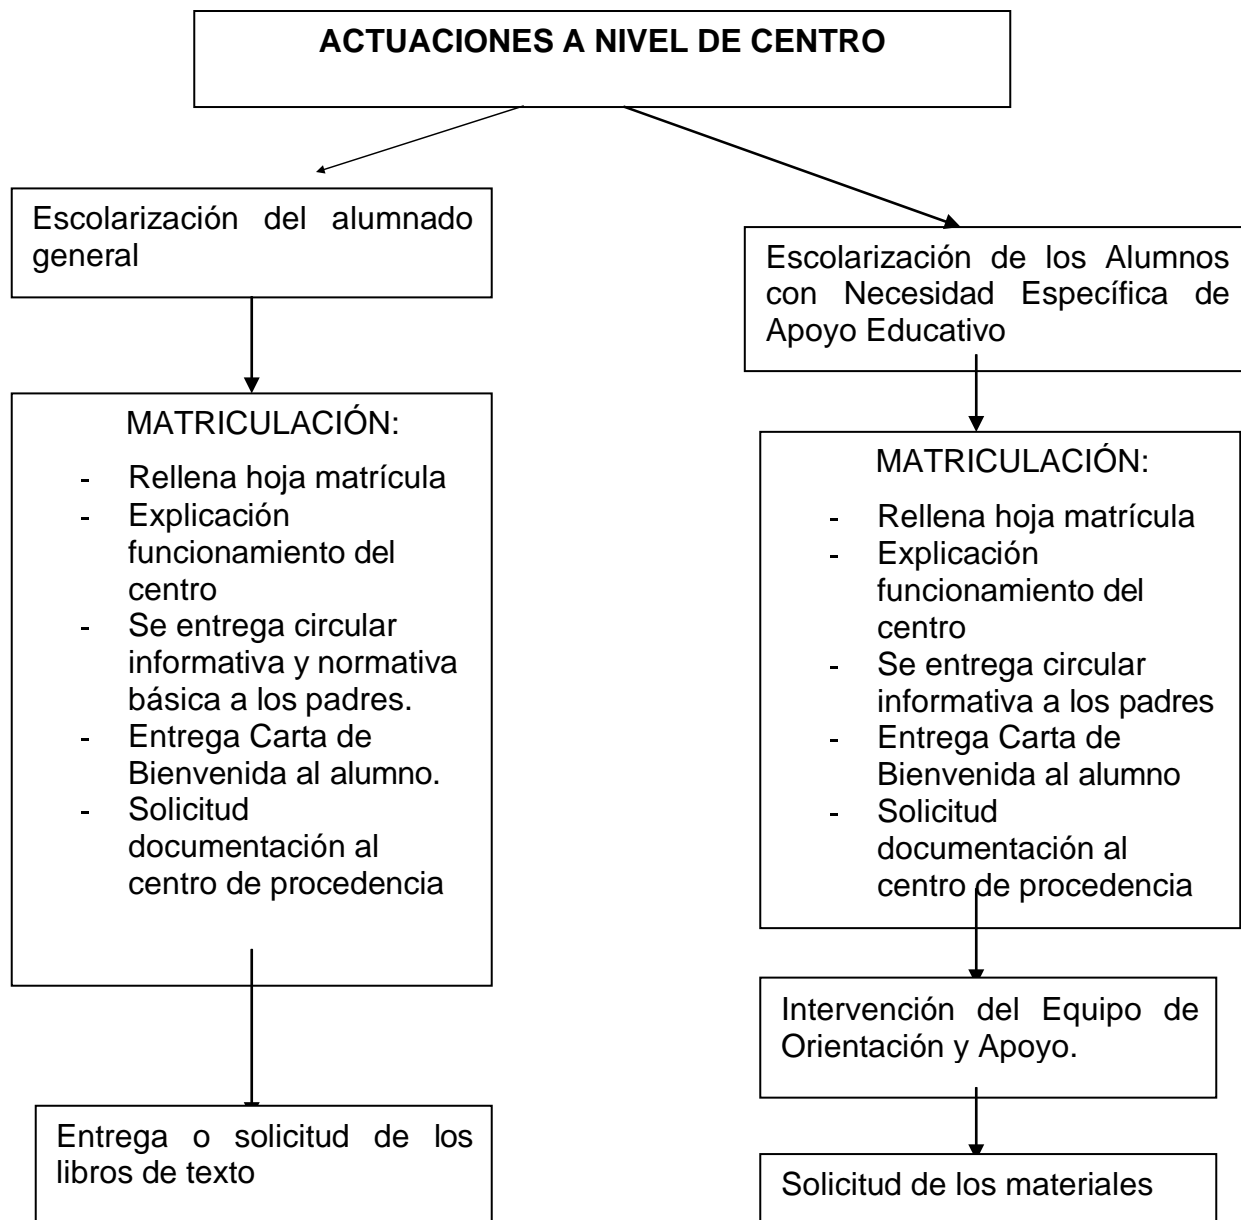 ACTUACIONES A NIVEL DE CENTRO
Escolarización del alumnado
general
MATRICULACIÓN:
- Rellena hoja matrícula
- Explicación
funcionamiento del
centro
- Se entrega circular
informativa y normativa
básica a los padres.
- Entrega Carta de
Bienvenida al alumno.
- Solicitud
documentación al
centro de procedencia
Entrega o solicitud de los
libros de texto
Escolarización de los Alumnos
con Necesidad Específica de
Apoyo Educativo
MATRICULACIÓN:
- Rellena hoja matrícula
- Explicación
funcionamiento del
centro
- Se entrega circular
informativa a los padres
- Entrega Carta de
Bienvenida al alumno
- Solicitud
documentación al
centro de procedencia
Intervención del Equipo de
Orientación y Apoyo.
Solicitud de los materiales